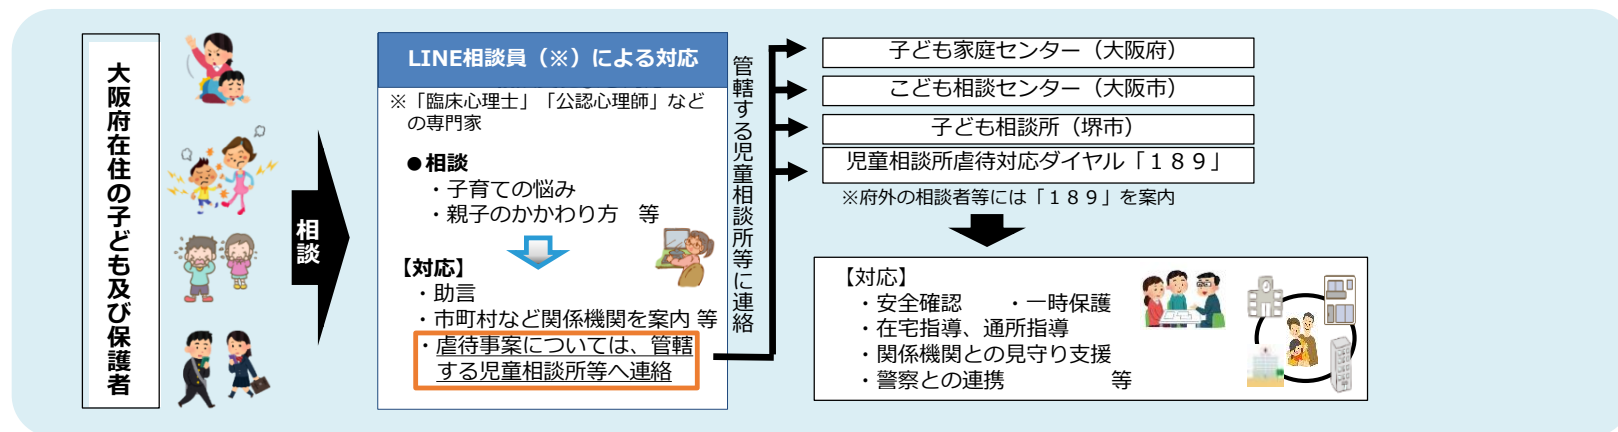 大阪府在住の子ども及び保護者
相談
LINE相談員（※）による対応
※「臨床心理士」「公認心理師」など
の専門家
●相談
・子育ての悩み
・親子のかかわり方　等
【対応】
・助言
・市町村など関係機関を案内 等
・虐待事案については、管轄
する児童相談所等へ連絡
管轄する児童相談所等に連絡
子ども家庭センター（大阪府）
こども相談センター（大阪市）
子ども相談所（堺市）
児童相談所虐待対応ダイヤル「１８９」
※府外の相談者等には「１８９」を案内
【対応】
・安全確認　　・一時保護
・在宅指導、通所指導
・関係機関との見守り支援
・警察との連携　　　　　等